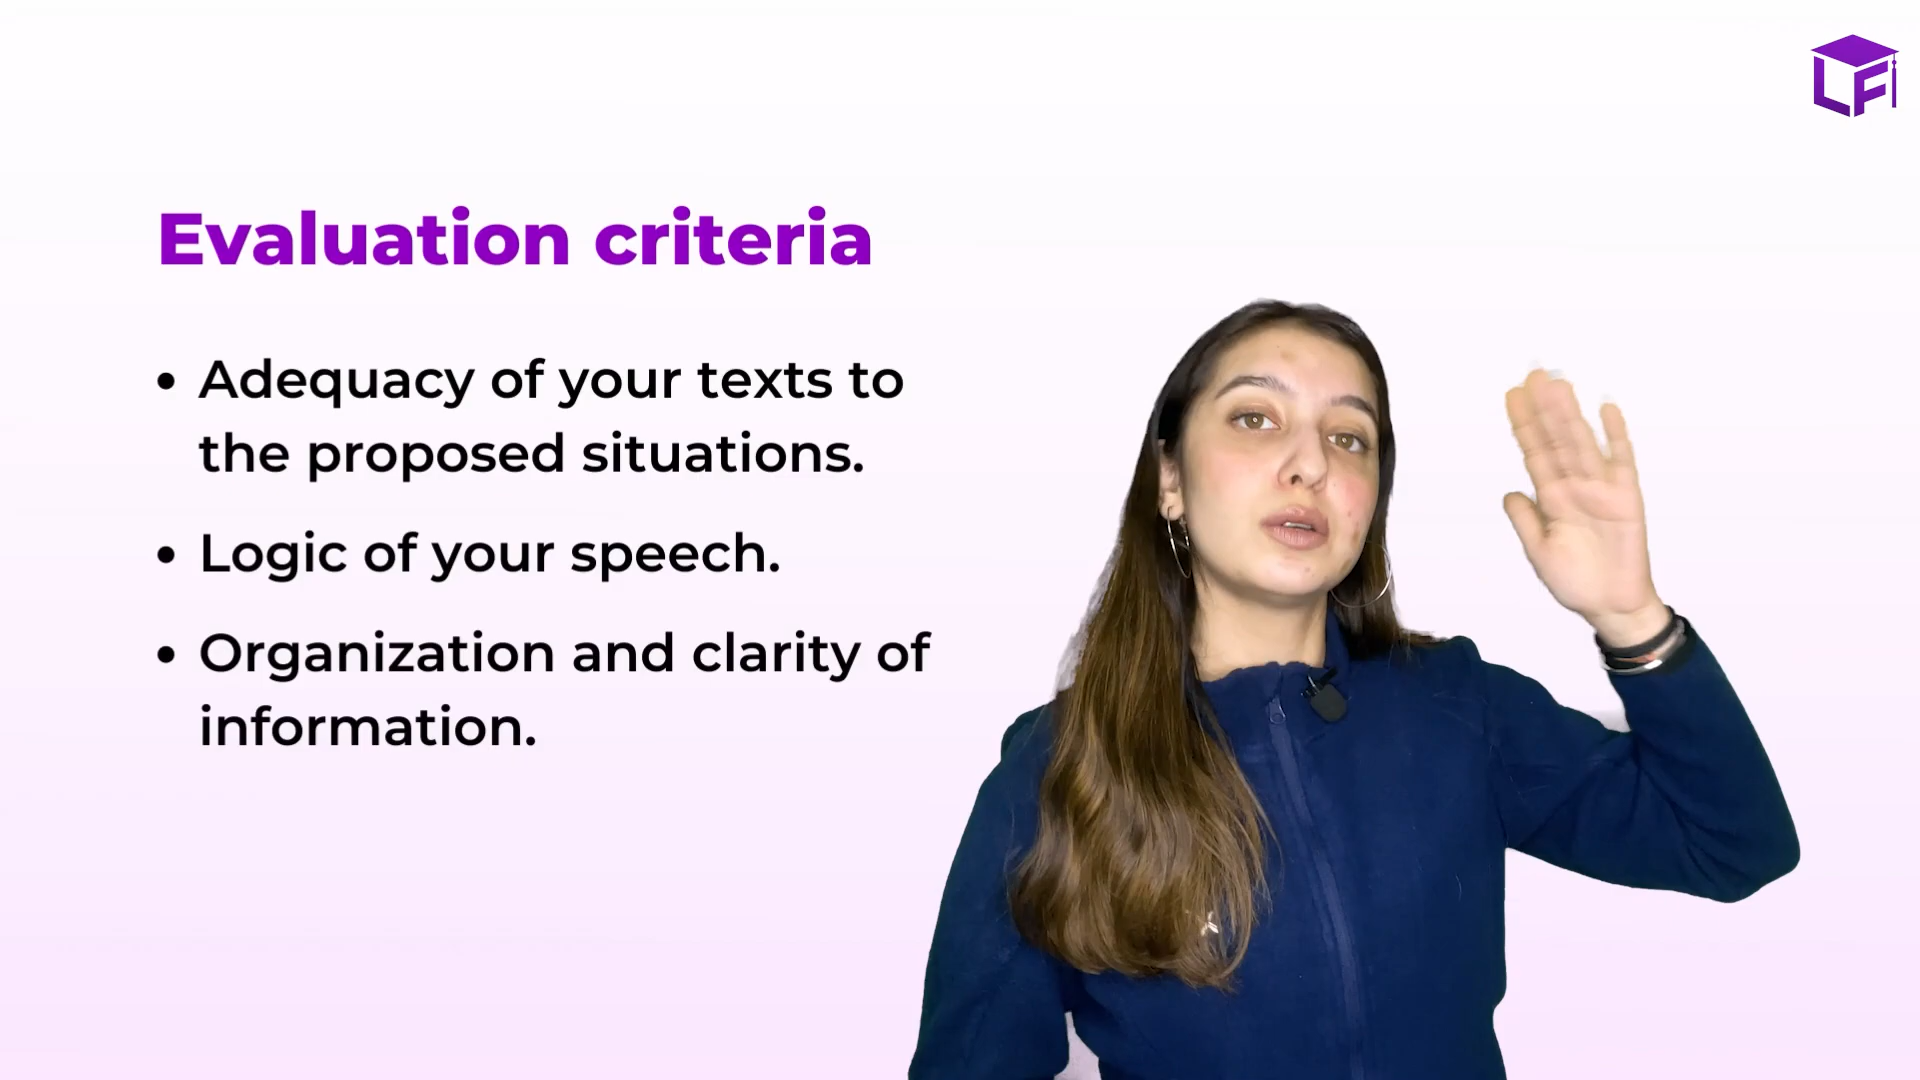 LF
Evaluation criteria
• Adequacy of your texts to
the proposed situations.
• Logic of your speech.
• Organization and clarity of
information.